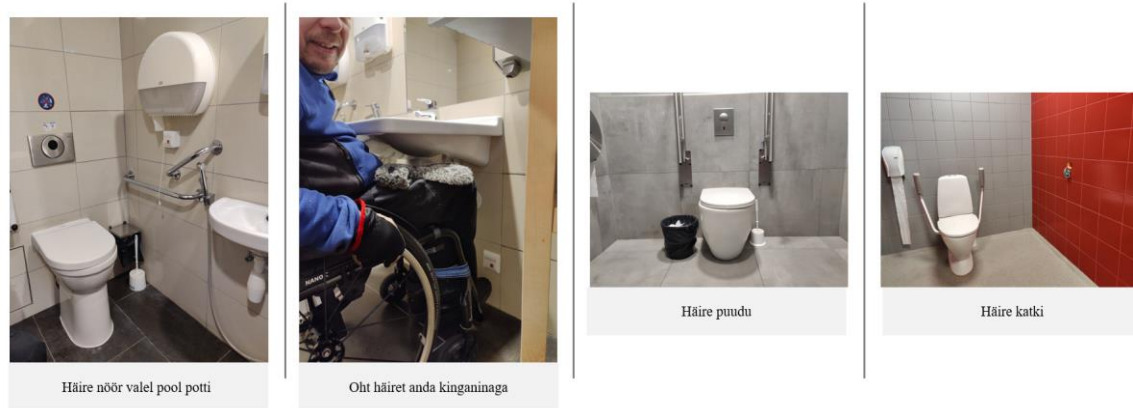 NANO
Häire nöör valel pool potti
Oht häiret anda kinganinaga
Häire puudu
Häire katki